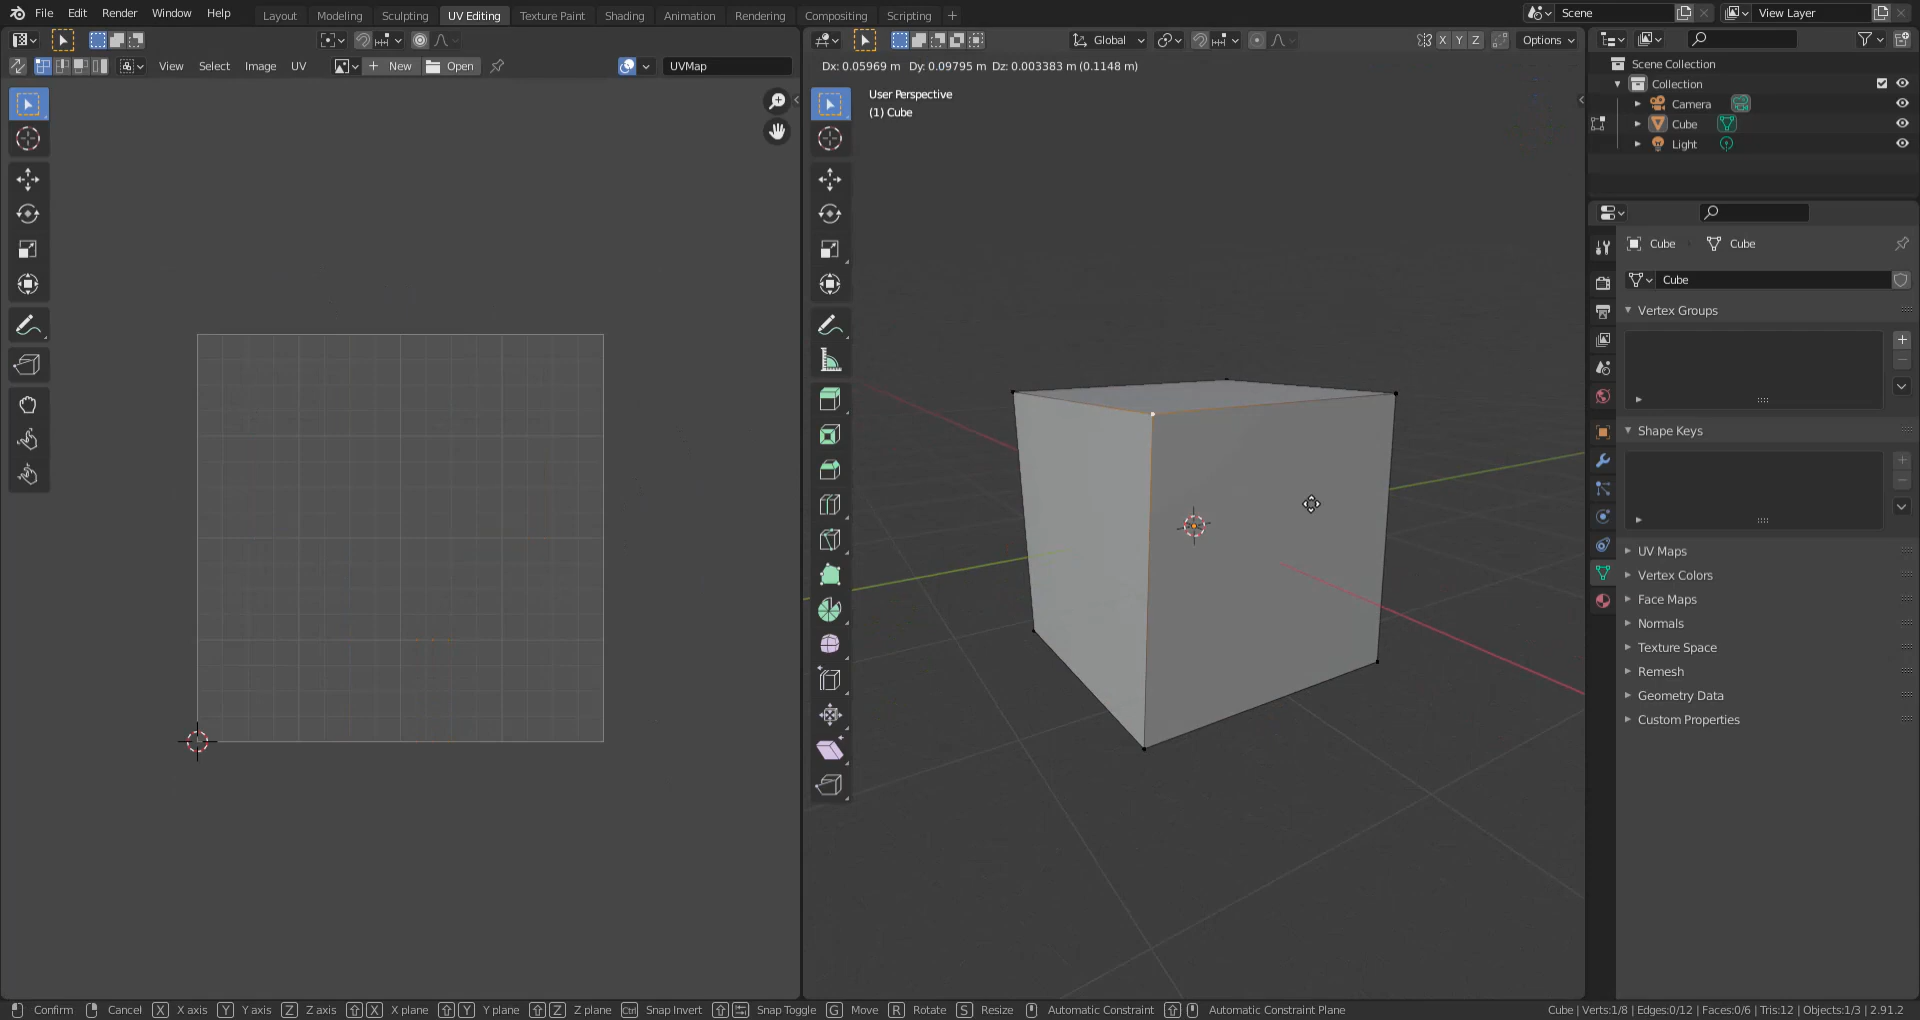 File Edit Render Window Help Layout Modeling Sculpting UV Editing Texture Paint Shading Animation Rendering Compositing Scripting + Scene View Layer
Global X Y Z Options
View Select Image UV New Open UVMap Dx: 0.05969 m Dy: 0.09795 m Dz: 0.003383 m (0.1148 m)
User Perspective
(1) Cube
Scene Collection
Collection
Camera
Cube
Light
Cube Cube
Cube
Vertex Groups
Shape Keys
UV Maps
Vertex Colors
Face Maps
Normals
Texture Space
Remesh
Geometry Data
Custom Properties
Confirm Cancel X X axis Y Y axis Z Z axis X X plane Y Y plane Z Z plane Ctrl Snap Invert Snap Toggle G Move R Rotate S Resize Automatic Constraint Automatic Constraint Plane Cube | Verts:1/8 | Edges:0/12 | Faces:0/6 | Tris:12 | Objects:1/3 | 2.91.2